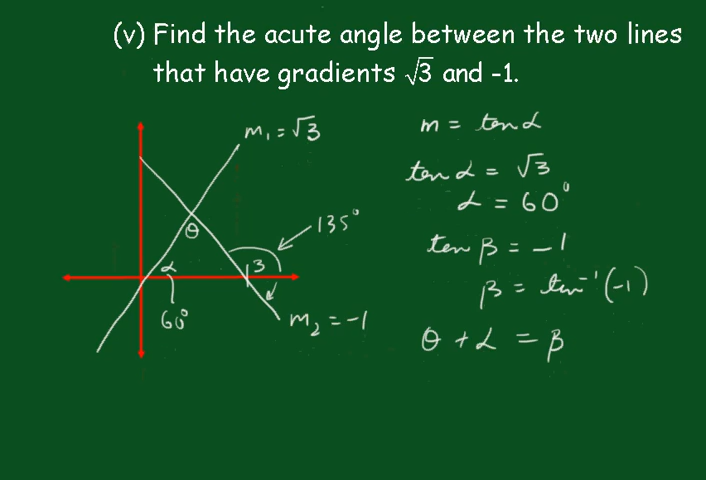 (v) Find the acute angle between the two lines
that have gradients √3 and -1.
m₁ = √3
m = tan α
tan α = √3
α = 60°
135°
θ
tan β = -1
α
β
β = tan⁻¹(-1)
60°
m₂ = -1
θ + α = β